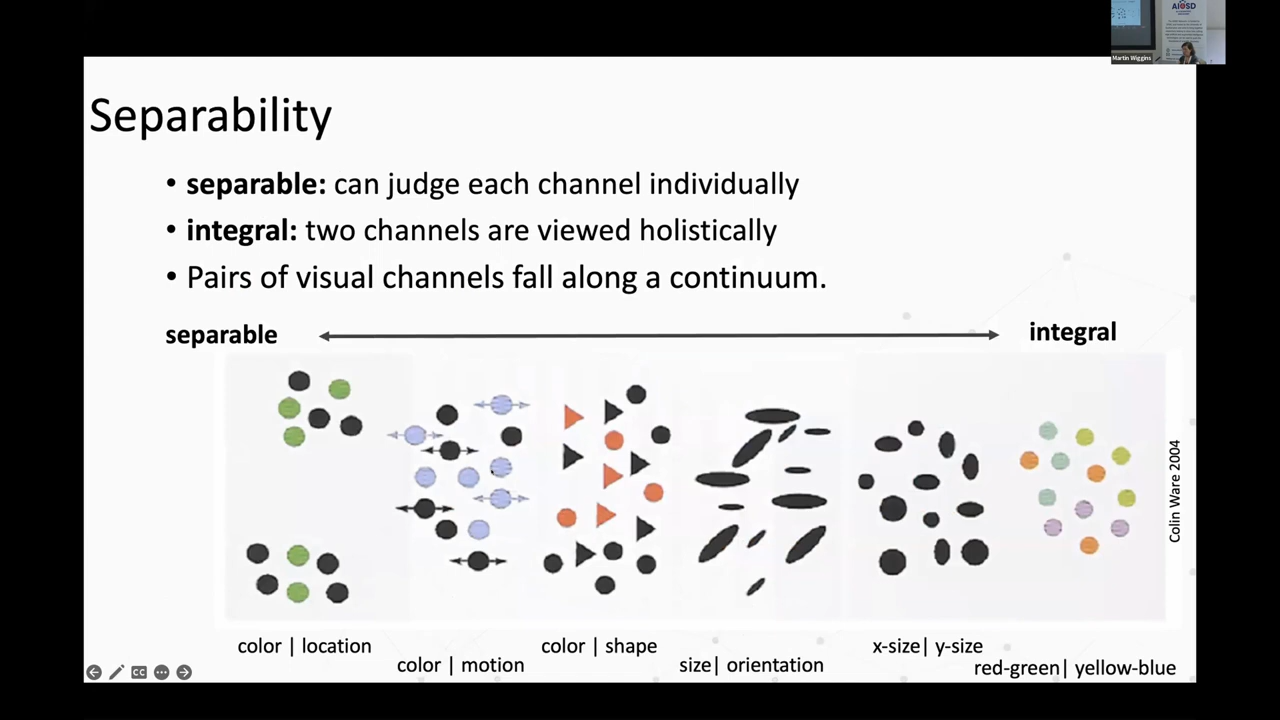 AIOSD
Martin Wiggins
Separability
• separable: can judge each channel individually
• integral: two channels are viewed holistically
• Pairs of visual channels fall along a continuum.
separable
integral
Colin Ware 2004
color | location
color | motion
color | shape
size| orientation
x-size| y-size
red-green| yellow-blue
CC